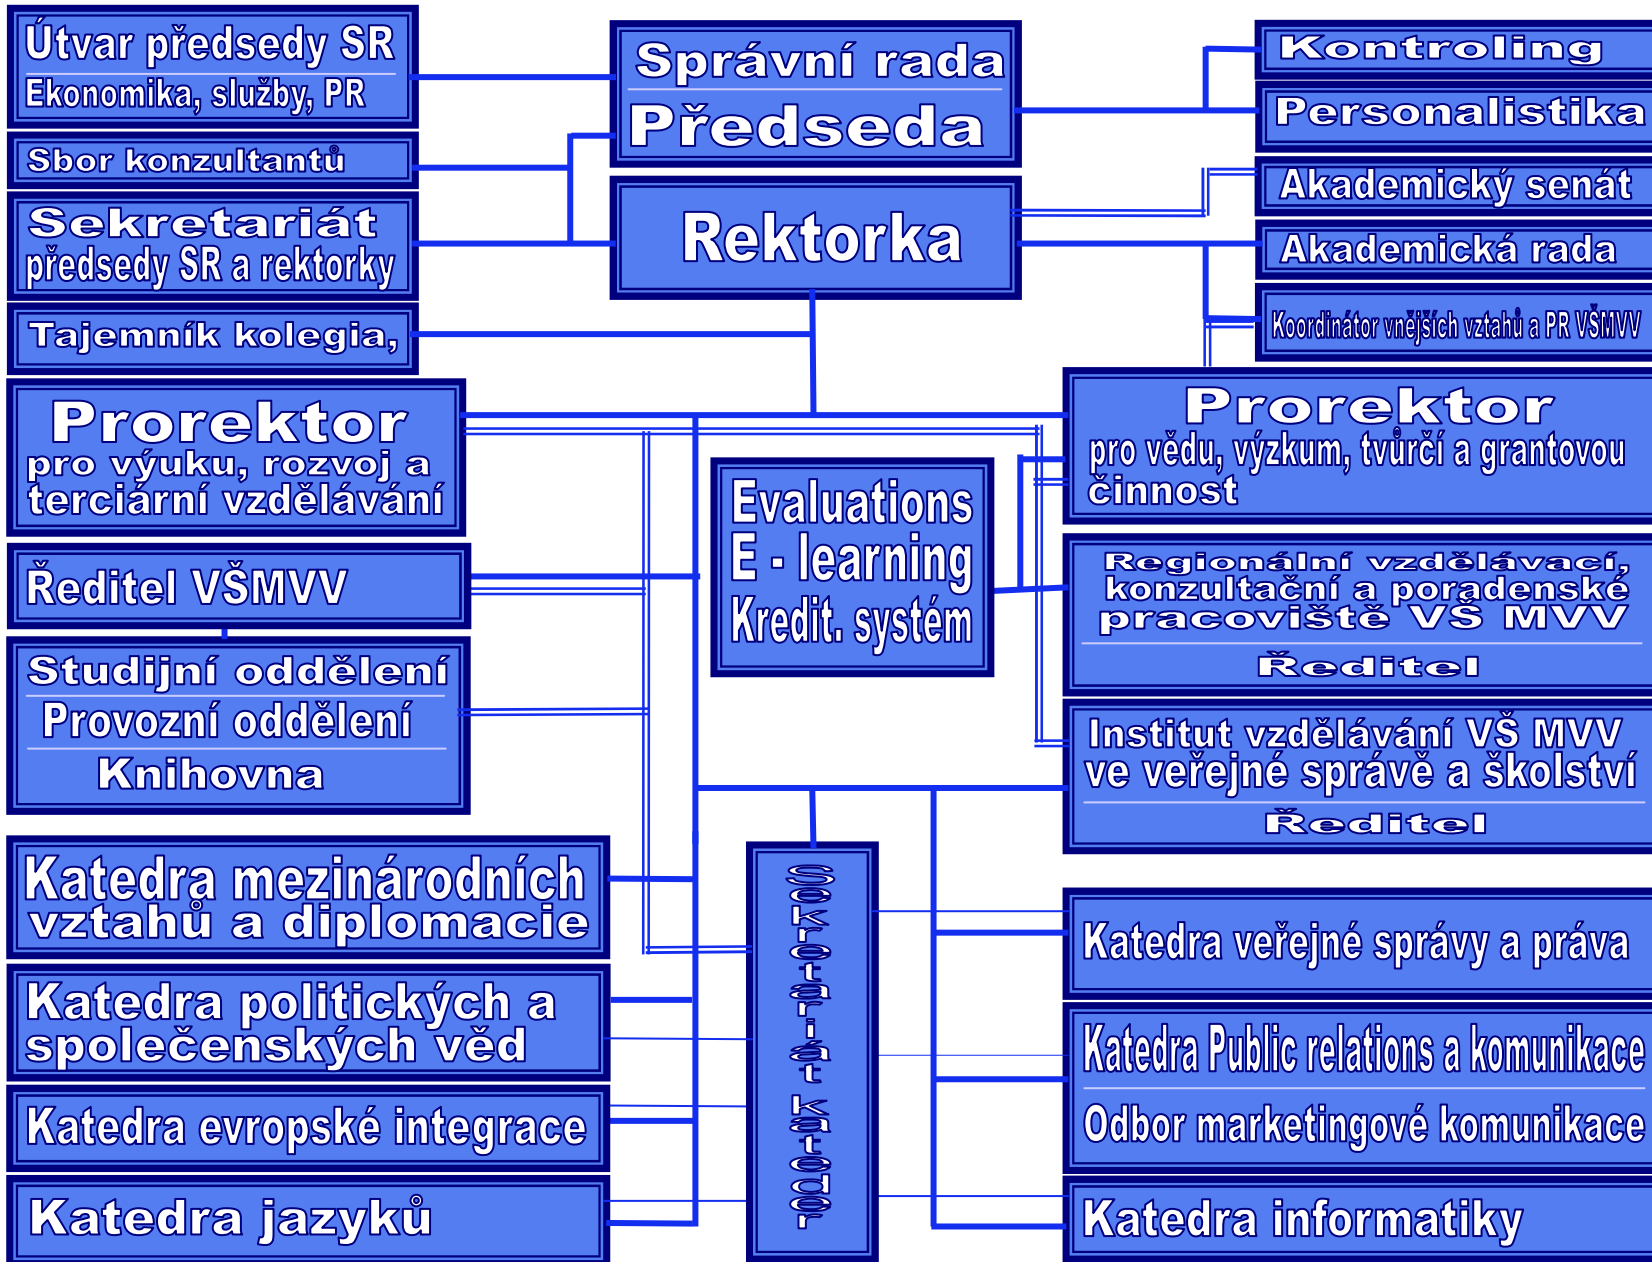 Útvar předsedy SR
Ekonomika, služby, PR
Sbor konzultantů
Sekretariát
předsedy SR a rektorky
Tajemník kolegia,
Správní rada
Předseda
Rektorka
Kontroling
Personalistika
Akademický senát
Akademická rada
Koordinátor vnějších vztahů a PR VŠMVV
Prorektor
pro výuku, rozvoj a
terciární vzdělávání
Prorektor
pro vědu, výzkum, tvůrčí a grantovou
činnost
Evaluations
E - learning
Kredit. systém
Ředitel VŠMVV
Studijní oddělení
Provozní oddělení
Knihovna
Regionální vzdělávací,
konzultační a poradenské
pracoviště VŠ MVV
Ředitel
Institut vzdělávání VŠ MVV
ve veřejné správě a školství
Ředitel
Katedra mezinárodních
vztahů a diplomacie
Katedra politických a
společenských věd
Katedra evropské integrace
Katedra jazyků
Sekretariát kateder
Katedra veřejné správy a práva
Katedra Public relations a komunikace
Odbor marketingové komunikace
Katedra informatiky